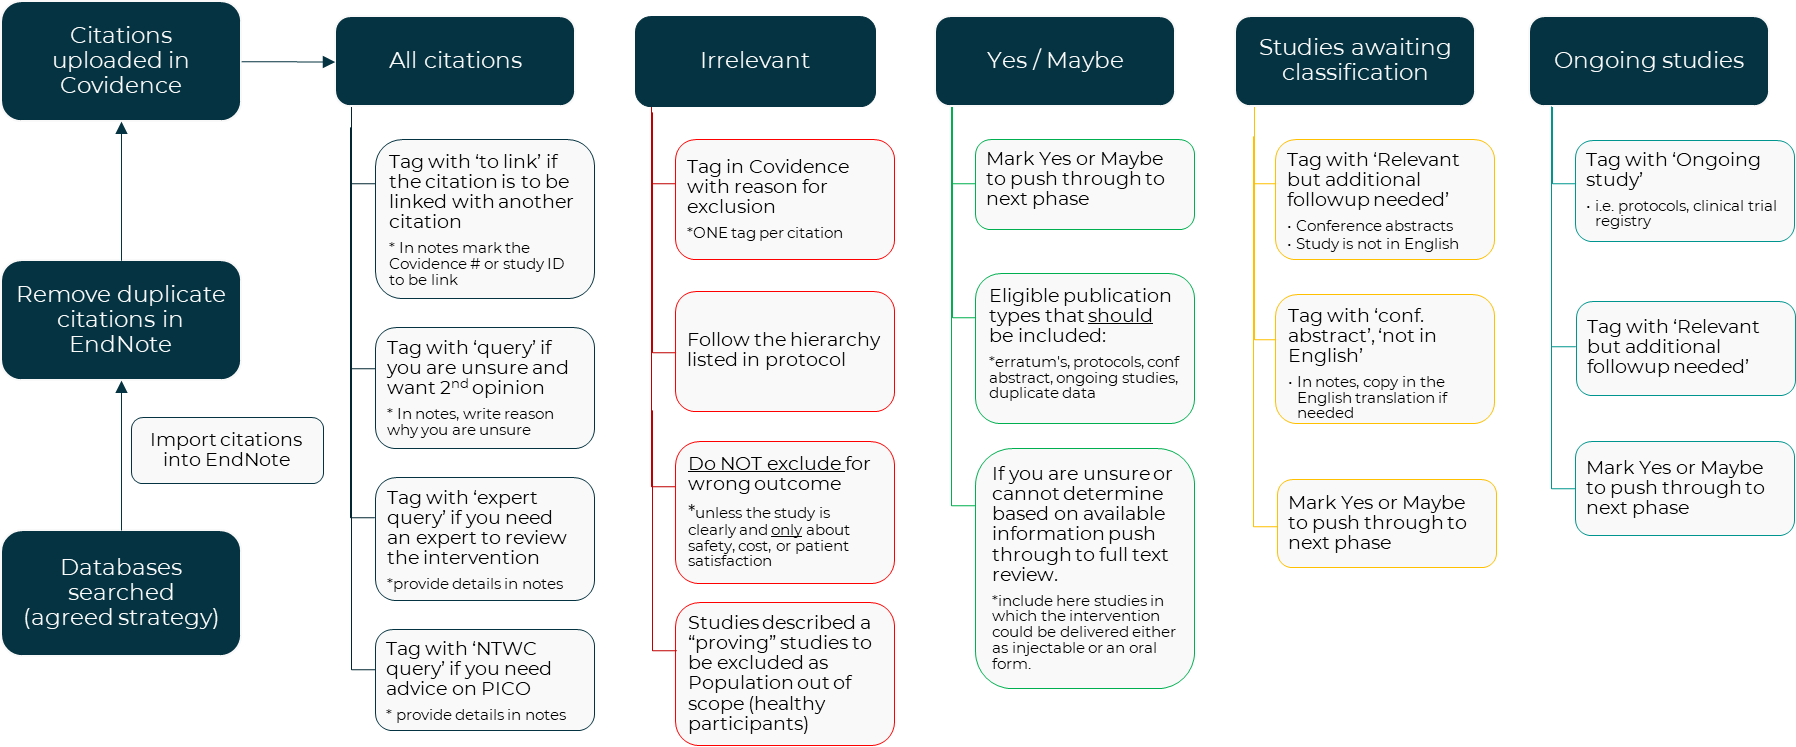 Citations
uploaded in
Covidence
Remove duplicate
citations in
EndNote
Import citations
into EndNote
Databases
searched
(agreed strategy)
All citations
Tag with ‘to link’ if
the citation is to be
linked with another
citation
* In notes mark the
Covidence # or study ID
to be link
Tag with ‘query’ if
you are unsure and
want 2nd opinion
* In notes, write reason
why you are unsure
Tag with ‘expert
query’ if you need
an expert to review
the intervention
*provide details in notes
Tag with ‘NTWC
query’ if you need
advice on PICO
* provide details in notes
Irrelevant
Tag in Covidence
with reason for
exclusion
*ONE tag per citation
Follow the hierarchy
listed in protocol
Do NOT exclude for
wrong outcome
*unless the study is
clearly and only about
safety, cost, or patient
satisfaction
Studies described a
“proving” studies to
be excluded as
Population out of
scope (healthy
participants)
Yes / Maybe
Mark Yes or Maybe
to push through to
next phase
Eligible publication
types that should
be included:
*erratum's, protocols, conf
abstract, ongoing studies,
duplicate data
If you are unsure or
cannot determine
based on available
information push
through to full text
review.
*include here studies in
which the intervention
could be delivered either
as injectable or an oral
form.
Studies awaiting
classification
Tag with ‘Relevant
but additional
followup needed’
• Conference abstracts
• Study is not in English
Tag with ‘conf.
abstract’, ‘not in
English’
• In notes, copy in the
English translation if
needed
Mark Yes or Maybe
to push through to
next phase
Ongoing studies
Tag with ‘Ongoing
study’
• i.e. protocols, clinical trial
registry
Tag with ‘Relevant
but additional
followup needed’
Mark Yes or Maybe
to push through to
next phase